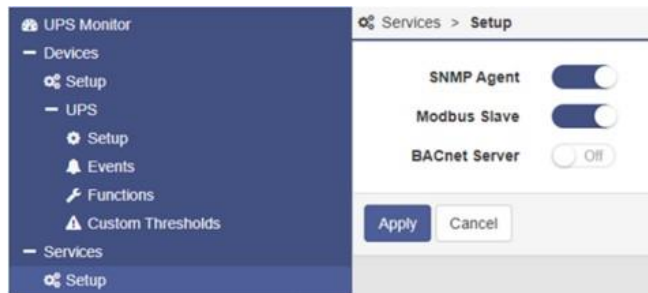 UPS Monitor
Devices
Setup
UPS
Setup
Events
Functions
Custom Thresholds
Services
Setup
Services > Setup
SNMP Agent
Modbus Slave
BACnet Server Off
Apply Cancel